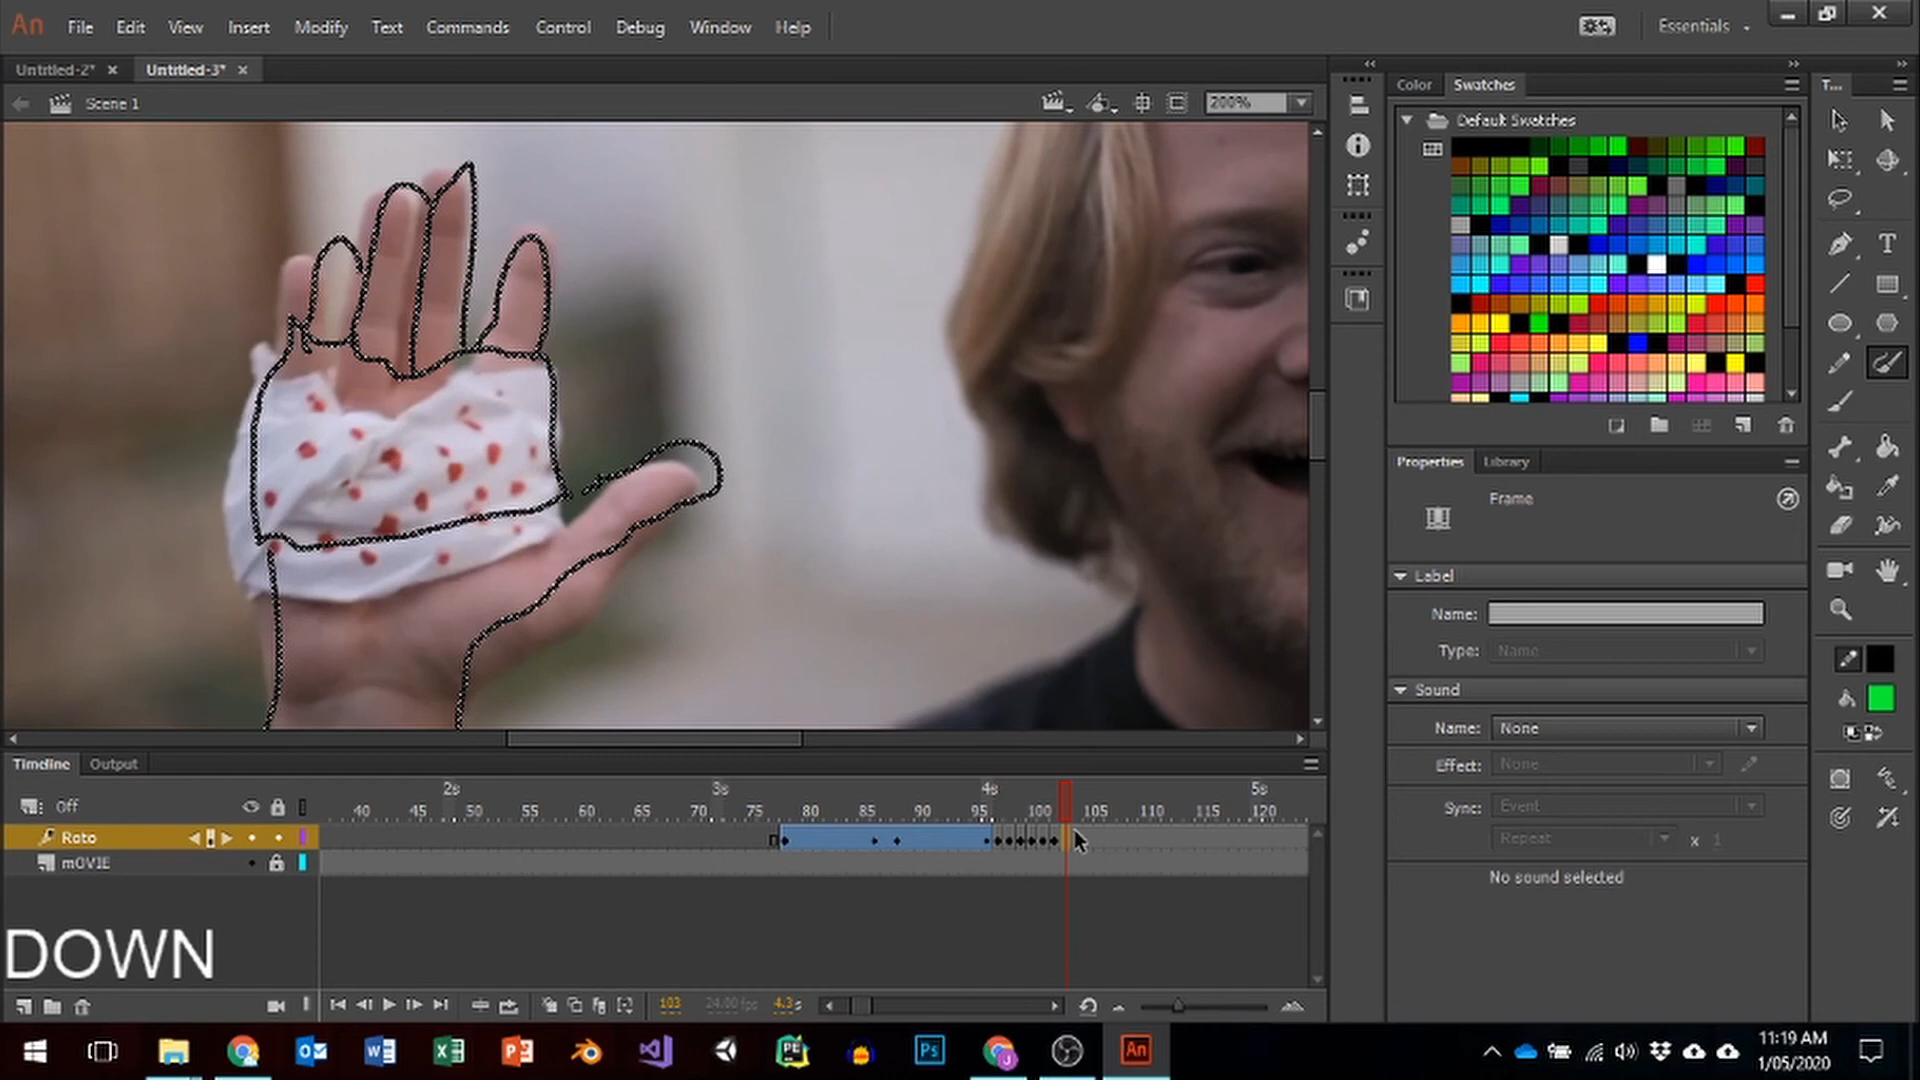 An File Edit View Insert Modify Text Commands Control Debug Window Help Essentials
Untitled-2* × Untitled-3* ×
Scene 1 200%
Color Swatches T...
Default Swatches
Properties Library
Frame
Label
Name:
Type: Name
Sound
Name: None
Effect: None
Sync: Event
Repeat x 1
No sound selected
Timeline Output
2s 3s 4s 5s
Off 40 45 50 55 60 65 70 75 80 85 90 95 100 105 110 115 120
Roto
mOVIE
DOWN
103 24.00 fps 4.3s
11:19 AM
1/05/2020